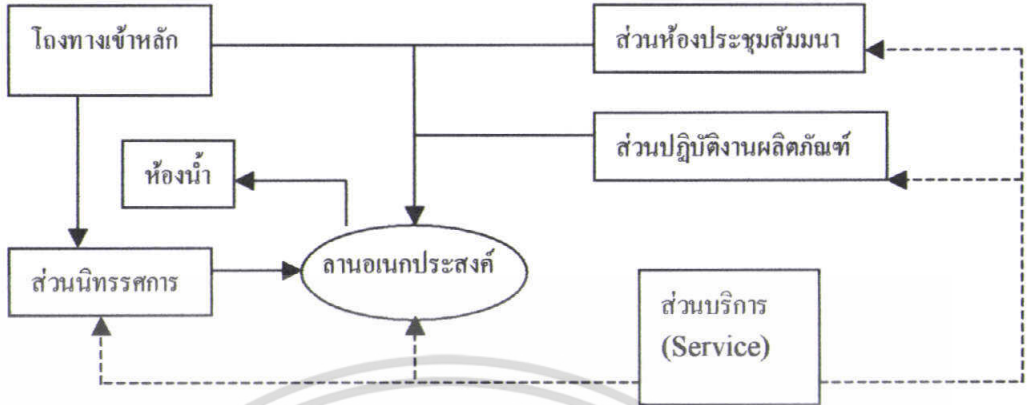 โถงทางเข้าหลัก
ส่วนห้องประชุมสัมมนา
ส่วนปฎิบัติงานผลิตภัณฑ์
ห้องน้ำ
ส่วนนิทรรศการ
ลานอเนกประสงค์
ส่วนบริการ
(Service)